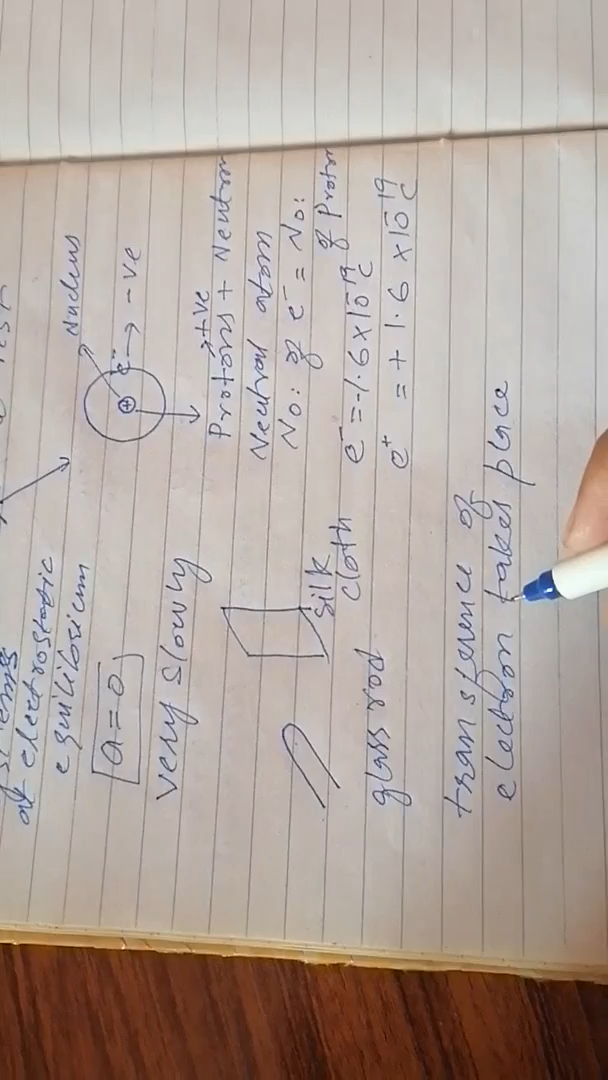 at electrostatic
equilibrium
a = 0
very slowly
Nucleus
e⁻ → -ve
+
+ve
Protons + Neutron
Neutral atom
No: of e⁻ = No:
of Proton
silk
cloth
glass rod
e⁻ = -1.6 × 10⁻¹⁹ C
e⁺ = +1.6 × 10⁻¹⁹ C
transference of
electron takes place